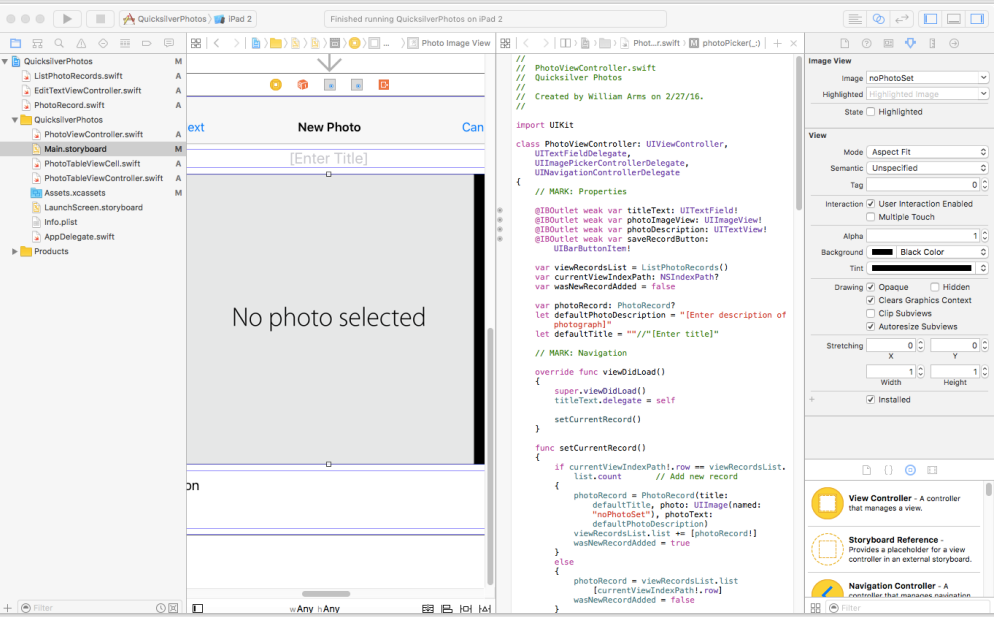 QuicksilverPhotos iPad 2
Finished running QuicksilverPhotos on iPad 2
Photo Image View
Phot...r.swift M photoPicker(_:)
QuicksilverPhotos M
ListPhotoRecords.swift A
EditTextViewController.swift A
PhotoRecord.swift A
QuicksilverPhotos
PhotoViewController.swift A
Main.storyboard M
PhotoTableViewCell.swift A
PhotoTableViewController.swift A
Assets.xcassets M
LaunchScreen.storyboard
Info.plist
AppDelegate.swift
Products
Filter
ext New Photo Can
[Enter Title]
No photo selected
on
wAny hAny
//
//  PhotoViewController.swift
//  Quicksilver Photos
//
//  Created by William Arms on 2/27/16.
//
import UIKit
class PhotoViewController: UIViewController,
UITextFieldDelegate,
UIImagePickerControllerDelegate,
UINavigationControllerDelegate
{
// MARK: Properties
@IBOutlet weak var titleText: UITextField!
@IBOutlet weak var photoImageView: UIImageView!
@IBOutlet weak var photoDescription: UITextView!
@IBOutlet weak var saveRecordButton:
UIBarButtonItem!
var viewRecordsList = ListPhotoRecords()
var currentViewIndexPath: NSIndexPath?
var wasNewRecordAdded = false
var photoRecord: PhotoRecord?
let defaultPhotoDescription = "[Enter description of
photograph]"
let defaultTitle = ""//"[Enter title]"
// MARK: Navigation
override func viewDidLoad()
{
super.viewDidLoad()
titleText.delegate = self
setCurrentRecord()
}
func setCurrentRecord()
{
if currentViewIndexPath!.row == viewRecordsList.
list.count // Add new record
{
photoRecord = PhotoRecord(title:
defaultTitle, photo: UIImage(named:
"noPhotoSet"), photoText:
defaultPhotoDescription)
viewRecordsList.list += [photoRecord!]
wasNewRecordAdded = true
}
else
{
photoRecord = viewRecordsList.list
[currentViewIndexPath!.row]
wasNewRecordAdded = false
}
Image View
Image noPhotoSet
Highlighted Highlighted image
State Highlighted
View
Mode Aspect Fit
Semantic Unspecified
Tag 0
Interaction User Interaction Enabled
Multiple Touch
Alpha 1
Background Black Color
Tint
Drawing Opaque Hidden
Clears Graphics Context
Clip Subviews
Autoresize Subviews
Stretching 0 0
X Y
1 1
Width Height
+ Installed
View Controller - A controller
that manages a view.
Storyboard Reference -
Provides a placeholder for a view
controller in an external storyboard.
Navigation Controller - A
controller that manages navigation
Filter